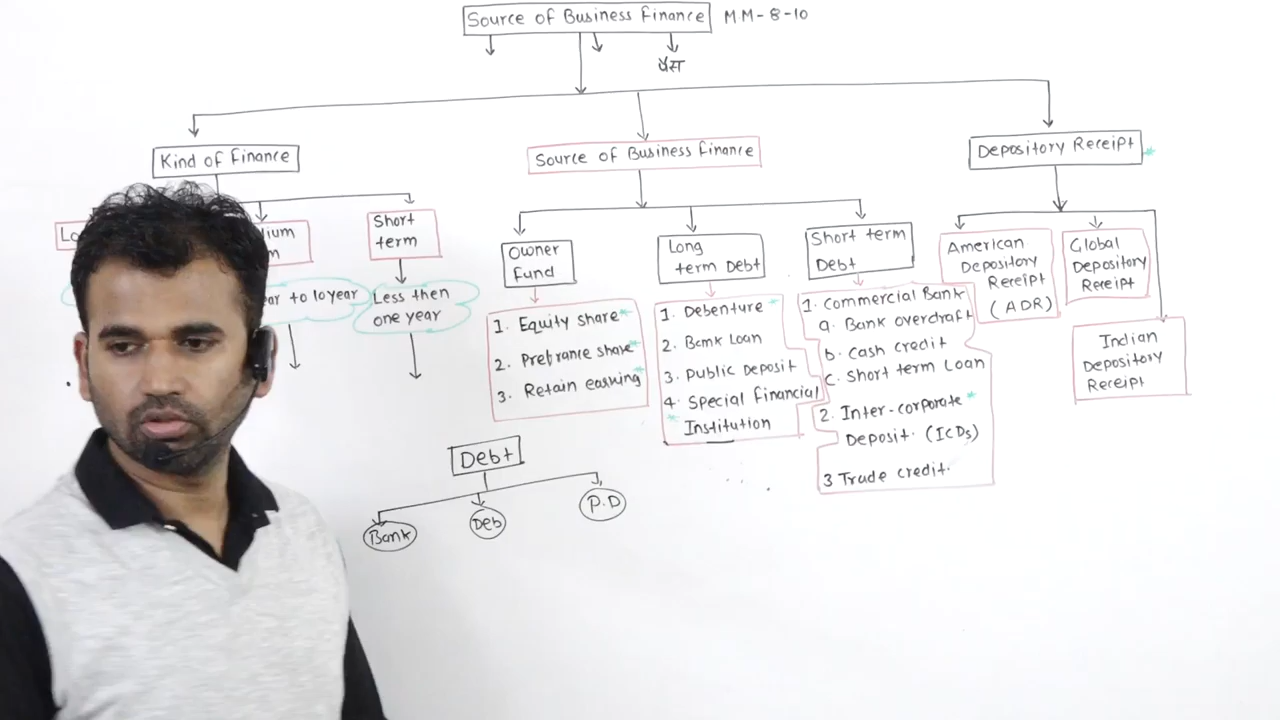 Source of Business Finance MM-8-10
पैसा
Kind of Finance
Source of Business Finance
Depository Receipt *
Short
term
Less then
one year
to 10 year
Owner
Fund
1. Equity share *
2. Prefrance share *
3. Retain earning *
Long
term Debt
1. Debenture *
2. Bank Loan
3. Public Deposit
4. Special Financial
* Institution
Short term
Debt
1. Commercial Bank
a. Bank overdraft
b. Cash credit
c. Short term Loan
2. Inter-corporate *
Deposit. (ICDs)
3 Trade credit.
American
Depository
Receipt
(ADR)
Global
Depository
Receipt
Indian
Depository
Receipt
Debt
Bank
Deb
P.D